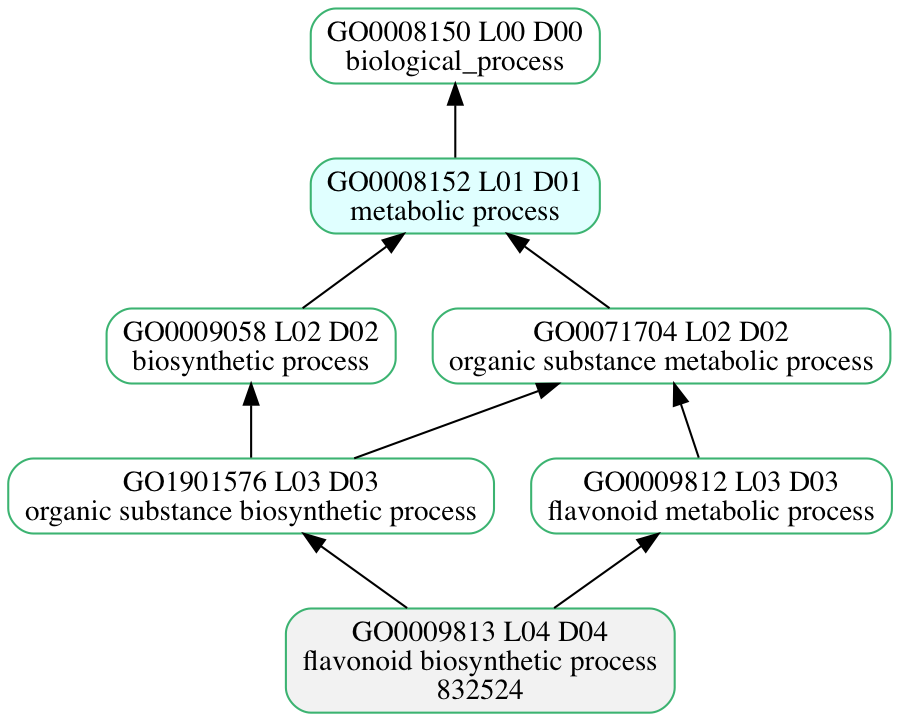 GO0008150 L00 D00
biological_process
GO0008152 L01 D01
metabolic process
GO0009058 L02 D02
biosynthetic process
GO0071704 L02 D02
organic substance metabolic process
GO1901576 L03 D03
organic substance biosynthetic process
GO0009812 L03 D03
flavonoid metabolic process
GO0009813 L04 D04
flavonoid biosynthetic process
832524